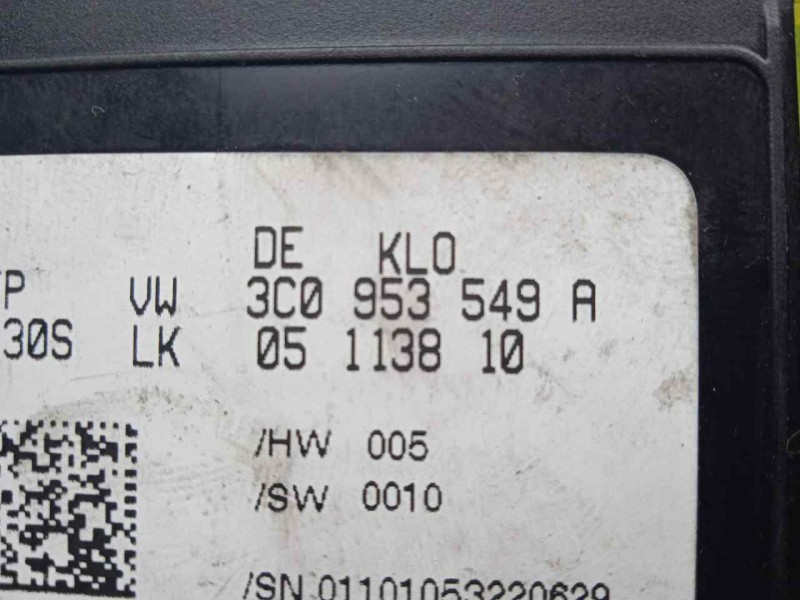 DE KLO
VW 3C0 953 549 A
30S LK 05 1138 10
/HW 005
/SW 0010
/SN 01101053220629